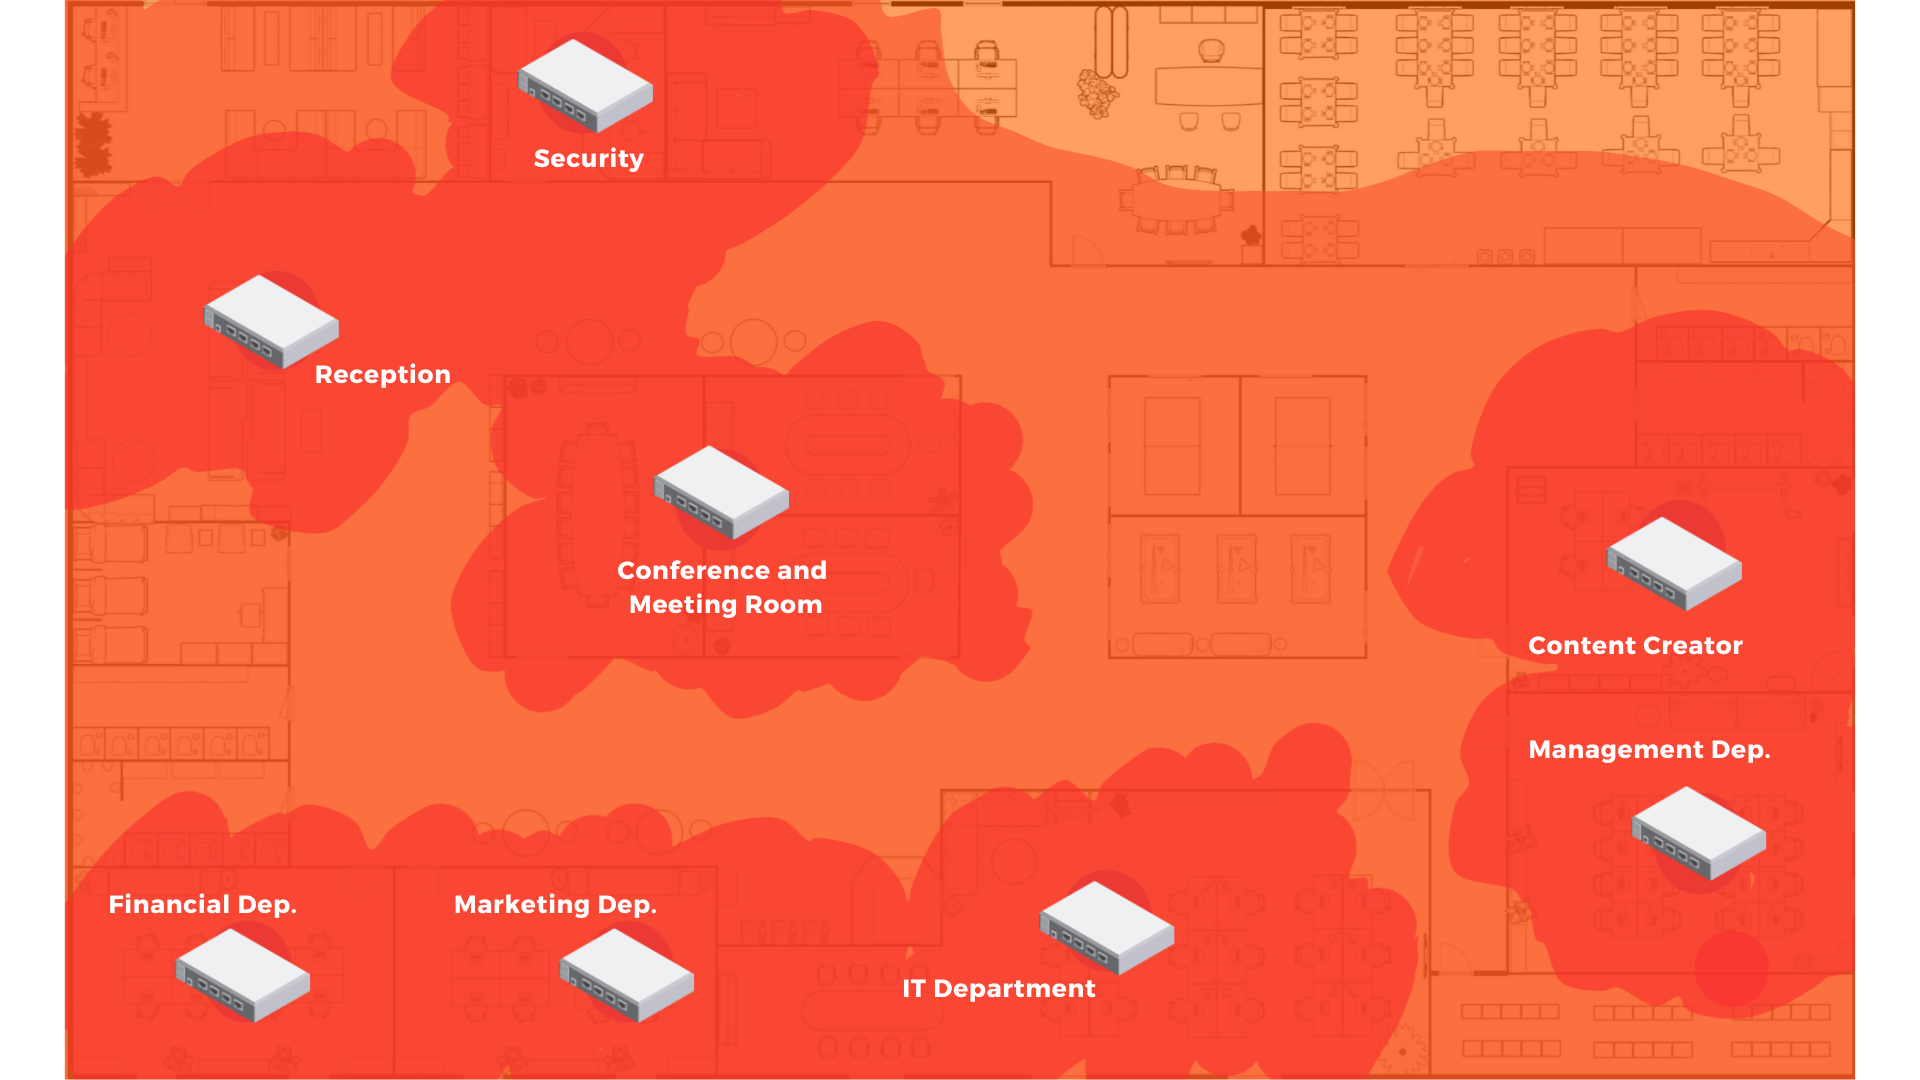 Security
Reception
Conference and
Meeting Room
Content Creator
Management Dep.
Financial Dep.
Marketing Dep.
IT Department